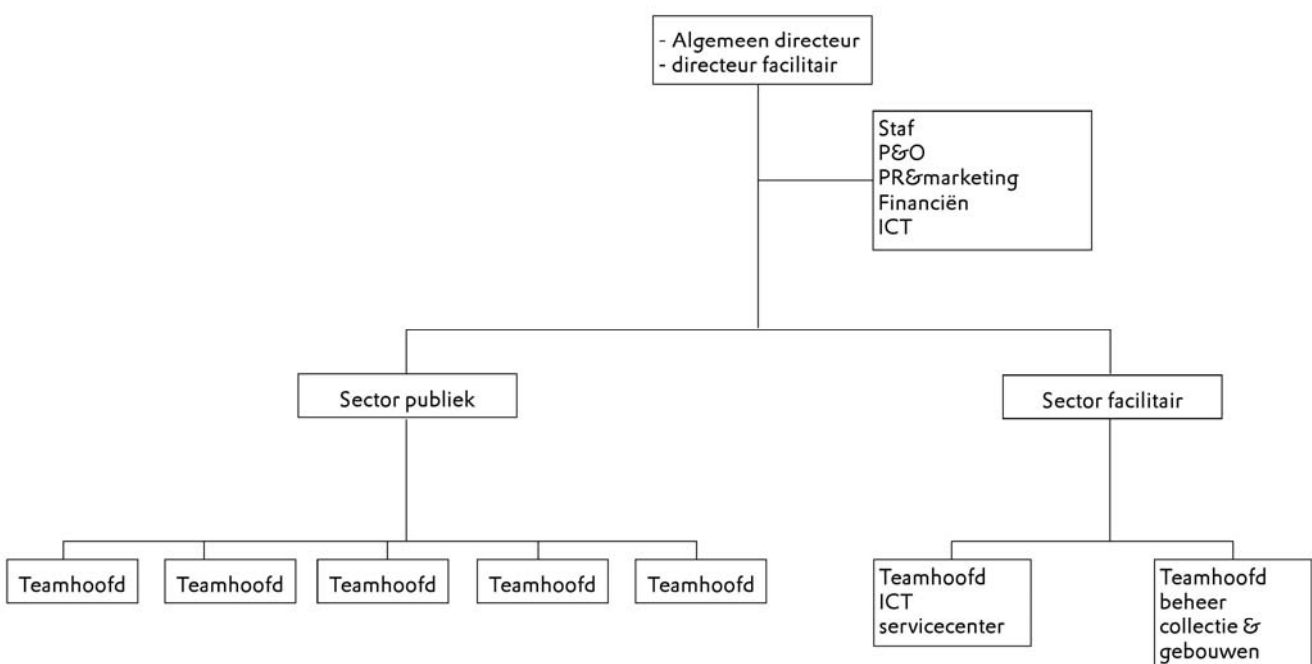 - Algemeen directeur
- directeur facilitair
Staf
P&O
PR&marketing
Financiën
ICT
Sector publiek
Sector facilitair
Teamhoofd
Teamhoofd
Teamhoofd
Teamhoofd
Teamhoofd
Teamhoofd
ICT
servicecenter
Teamhoofd
beheer
collectie &
gebouwen